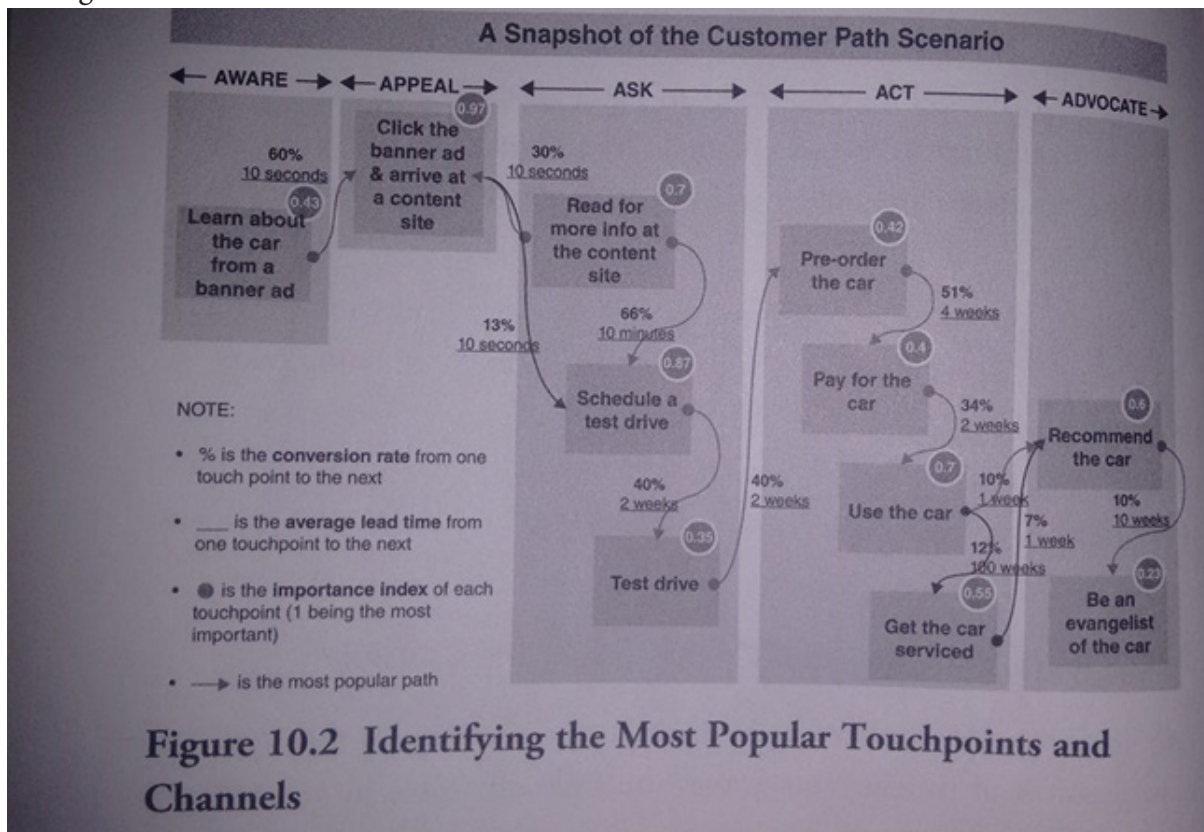 A Snapshot of the Customer Path Scenario
AWARE
APPEAL
ASK
ACT
ADVOCATE
60%
10 seconds
0.43
Learn about
the car
from a
banner ad
0.97
Click the
banner ad
& arrive at
a content
site
30%
10 seconds
13%
10 seconds
0.7
Read for
more info at
the content
site
66%
10 minutes
0.87
Schedule a
test drive
40%
2 weeks
0.35
Test drive
40%
2 weeks
0.42
Pre-order
the car
51%
4 weeks
0.4
Pay for the
car
34%
2 weeks
0.7
Use the car
10%
1 week
12%
100 weeks
0.55
Get the car
serviced
7%
1 week
0.6
Recommend
the car
10%
10 weeks
0.23
Be an
evangelist
of the car
NOTE:
• % is the conversion rate from one
touch point to the next
• ___ is the average lead time from
one touchpoint to the next
• is the importance index of each
touchpoint (1 being the most
important)
• is the most popular path
Figure 10.2 Identifying the Most Popular Touchpoints and
Channels